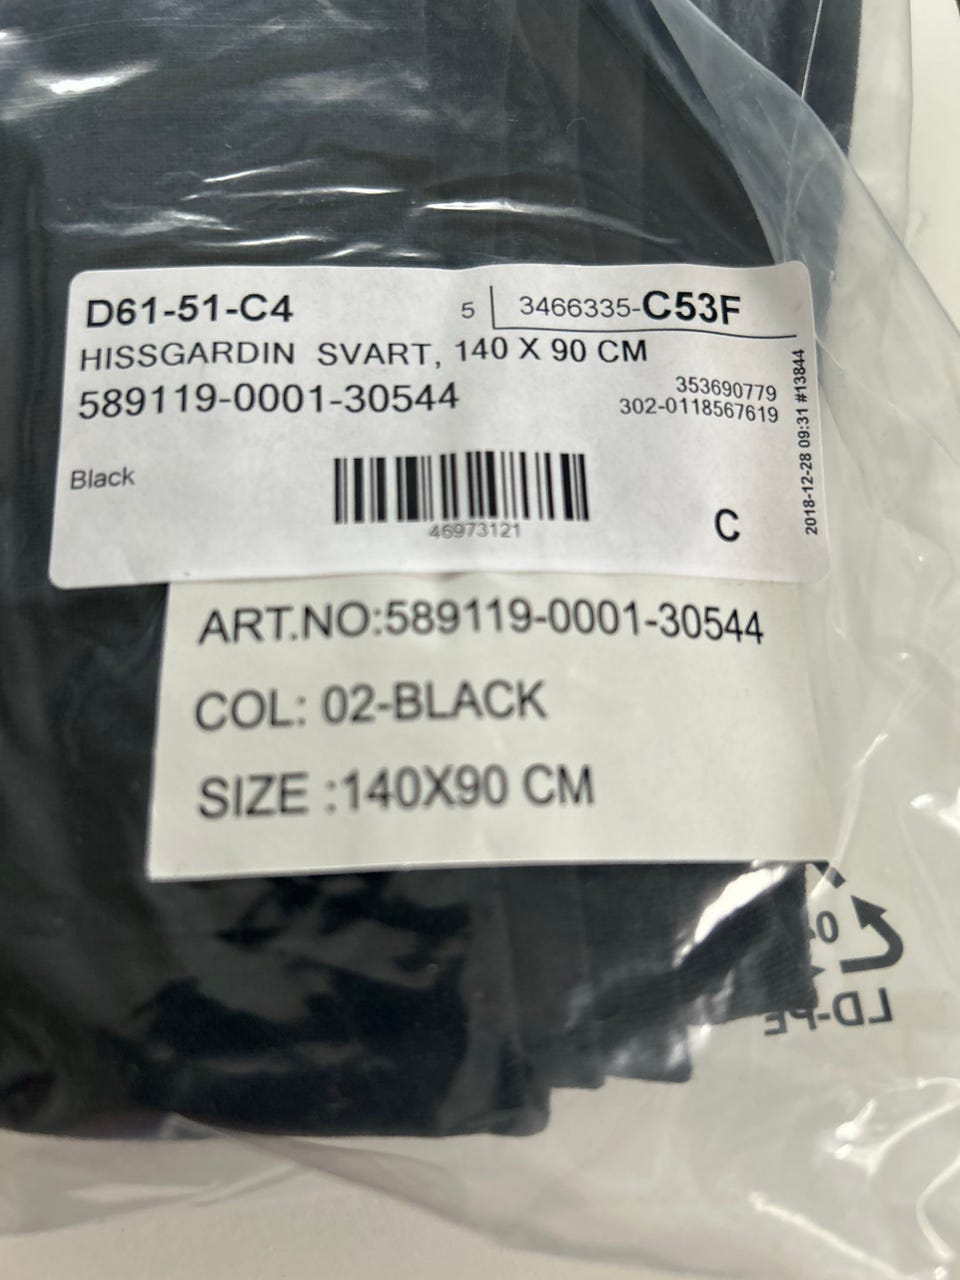 D61-51-C4
5
3466335-C53F
HISSGARDIN SVART, 140 X 90 CM
589119-0001-30544
353690779
302-0118567619
2018-12-28 09:31 #13844
Black
46973121
C
ART.NO:589119-0001-30544
COL: 02-BLACK
SIZE :140X90 CM
LD-PE